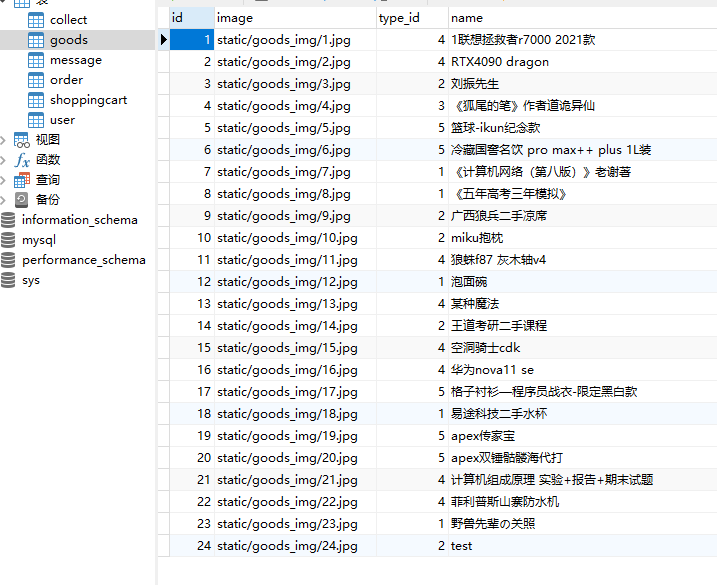 表
collect
goods
message
order
shoppingcart
user
视图
fx 函数
查询
备份
information_schema
mysql
performance_schema
sys
id image type_id name
1 static/goods_img/1.jpg 4 1联想拯救者r7000 2021款
2 static/goods_img/2.jpg 4 RTX4090 dragon
3 static/goods_img/3.jpg 2 刘振先生
4 static/goods_img/4.jpg 3 《狐尾的笔》作者道诡异仙
5 static/goods_img/5.jpg 5 篮球-ikun纪念款
6 static/goods_img/6.jpg 5 冷藏国窖名饮 pro max++ plus 1L装
7 static/goods_img/7.jpg 1 《计算机网络（第八版）》老谢著
8 static/goods_img/8.jpg 1 《五年高考三年模拟》
9 static/goods_img/9.jpg 2 广西狼兵二手凉席
10 static/goods_img/10.jpg 2 miku抱枕
11 static/goods_img/11.jpg 4 狼蛛f87 灰木轴v4
12 static/goods_img/12.jpg 1 泡面碗
13 static/goods_img/13.jpg 4 某种魔法
14 static/goods_img/14.jpg 2 王道考研二手课程
15 static/goods_img/15.jpg 4 空洞骑士cdk
16 static/goods_img/16.jpg 4 华为nova11 se
17 static/goods_img/17.jpg 5 格子衬衫—程序员战衣-限定黑白款
18 static/goods_img/18.jpg 1 易途科技二手水杯
19 static/goods_img/19.jpg 5 apex传家宝
20 static/goods_img/20.jpg 5 apex双锤骷髅海代打
21 static/goods_img/21.jpg 4 计算机组成原理 实验+报告+期末试题
22 static/goods_img/22.jpg 4 菲利普斯山寨防水机
23 static/goods_img/23.jpg 1 野兽先辈の关照
24 static/goods_img/24.jpg 2 test